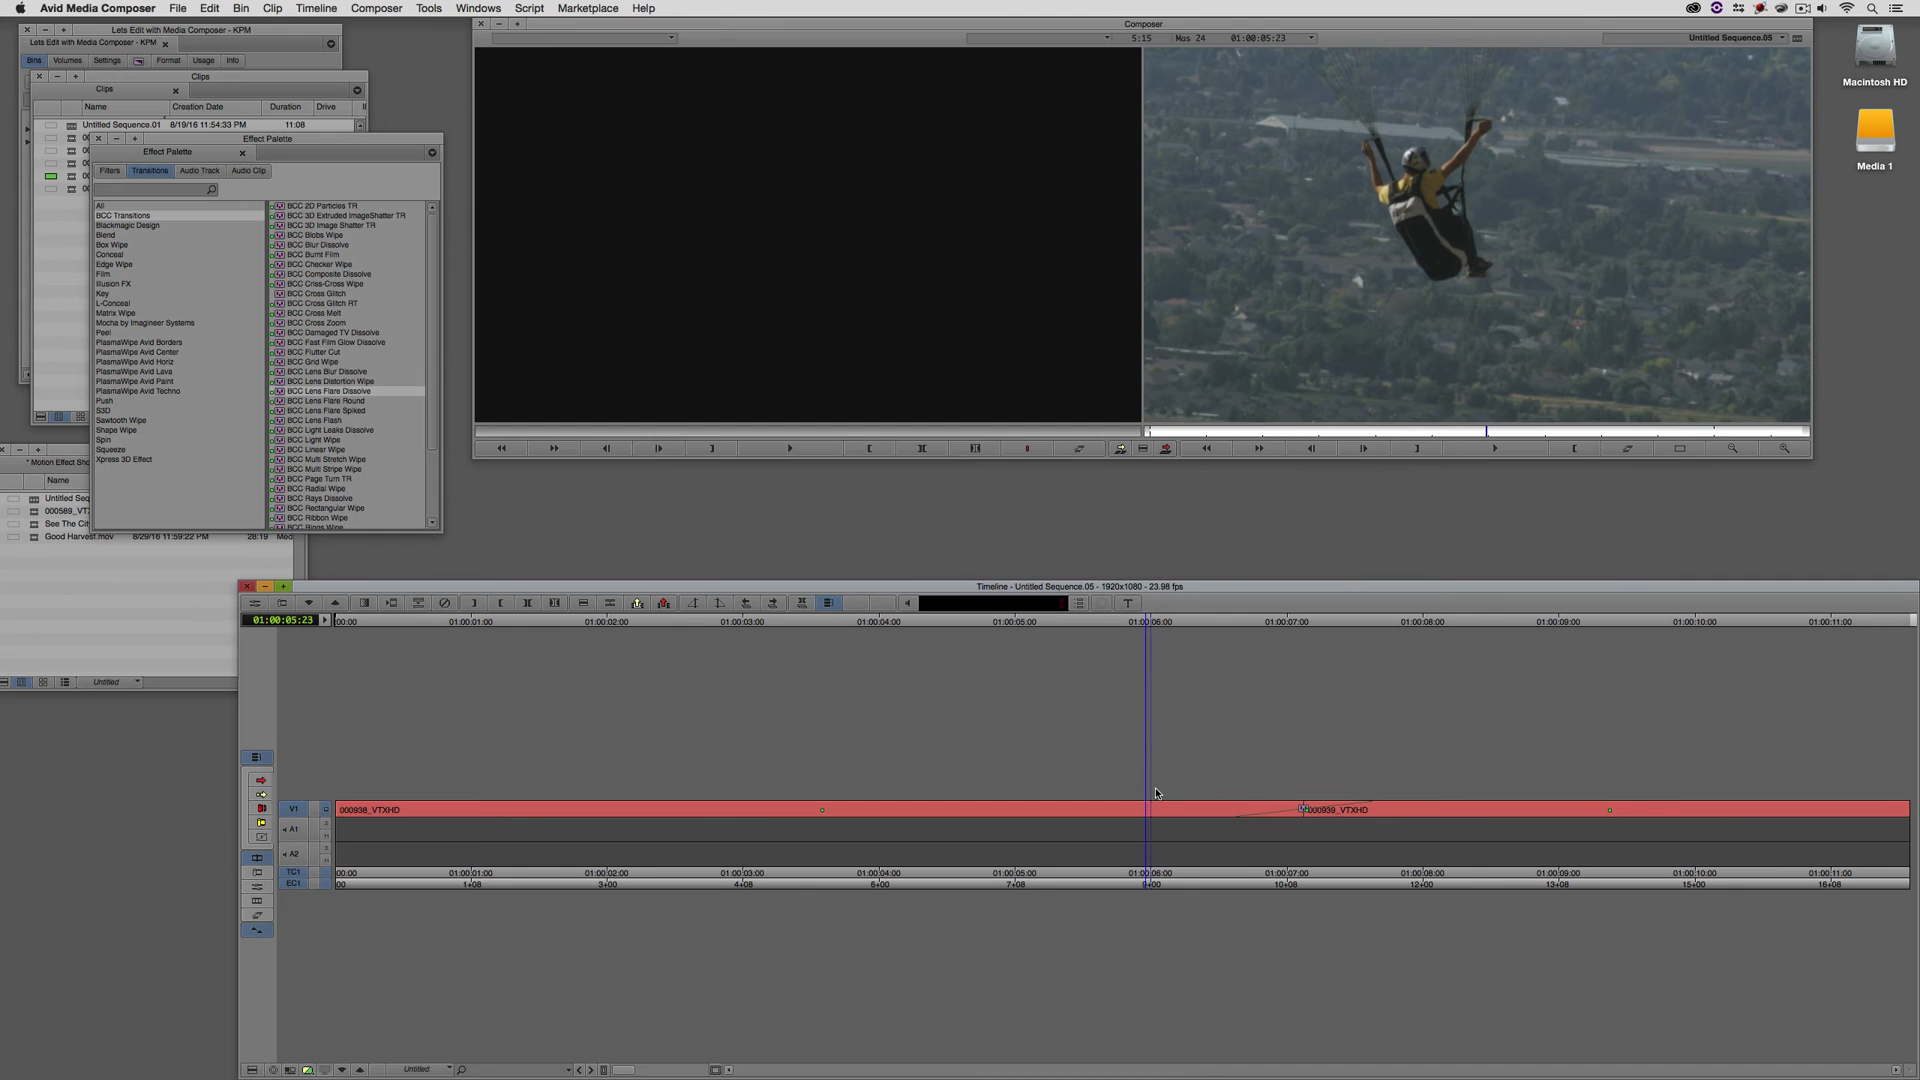 Avid Media Composer File Edit Bin Clip Timeline Composer Tools Windows Script Marketplace Help
Lets Edit with Media Composer - KPM
Lets Edit with Media Composer - KPM
Bins Volumes Settings Format Usage Info
Clips
Clips
Name Creation Date Duration Drive
Untitled Sequence.01 8/19/16 11:54:33 PM 11:08
Effect Palette
Effect Palette
Filters Transitions Audio Track Audio Clip
All
BCC Transitions
Blackmagic Design
Blend
Box Wipe
Conceal
Edge Wipe
Film
Illusion FX
Key
L-Conceal
Matrix Wipe
Mocha by Imagineer Systems
Peel
PlasmaWipe Avid Borders
PlasmaWipe Avid Center
PlasmaWipe Avid Horiz
PlasmaWipe Avid Lava
PlasmaWipe Avid Paint
PlasmaWipe Avid Techno
Push
S3D
Sawtooth Wipe
Shape Wipe
Spin
Squeeze
Xpress 3D Effect
BCC 2D Particles TR
BCC 3D Extruded ImageShatter TR
BCC 3D Image Shatter TR
BCC Blobs Wipe
BCC Blur Dissolve
BCC Burnt Film
BCC Checker Wipe
BCC Composite Dissolve
BCC Criss-Cross Wipe
BCC Cross Glitch
BCC Cross Glitch RT
BCC Cross Melt
BCC Cross Zoom
BCC Damaged TV Dissolve
BCC Fast Film Glow Dissolve
BCC Flutter Cut
BCC Grid Wipe
BCC Lens Blur Dissolve
BCC Lens Distortion Wipe
BCC Lens Flare Dissolve
BCC Lens Flare Round
BCC Lens Flare Spiked
BCC Lens Flash
BCC Light Leaks Dissolve
BCC Light Wipe
BCC Linear Wipe
BCC Multi Stretch Wipe
BCC Multi Stripe Wipe
BCC Page Turn TR
BCC Radial Wipe
BCC Rays Dissolve
BCC Rectangular Wipe
BCC Ribbon Wipe
BCC Rings Wipe
* Motion Effect Sho
Name
Untitled Seq
000589_VTX
See The City
Good Harvest.mov 8/29/16 11:59:22 PM 28:19 Med
Untitled
Composer
5:15 Mas 24 01:00:05:23 Untitled Sequence.05
Macintosh HD
Media 1
Timeline - Untitled Sequence.05 - 1920x1080 - 23.98 fps
01:00:05:23 00:00 01:00:01:00 01:00:02:00 01:00:03:00 01:00:04:00 01:00:05:00 01:00:06:00 01:00:07:00 01:00:08:00 01:00:09:00 01:00:10:00 01:00:11:00
V1 000938_VTXHD 000939_VTXHD
A1
A2
TC1 00:00 01:00:01:00 01:00:02:00 01:00:03:00 01:00:04:00 01:00:05:00 01:00:06:00 01:00:07:00 01:00:08:00 01:00:09:00 01:00:10:00 01:00:11:00
EC1 00 1+08 3+00 4+08 6+00 7+08 9+00 10+08 12+00 13+08 15+00 16+08
Untitled